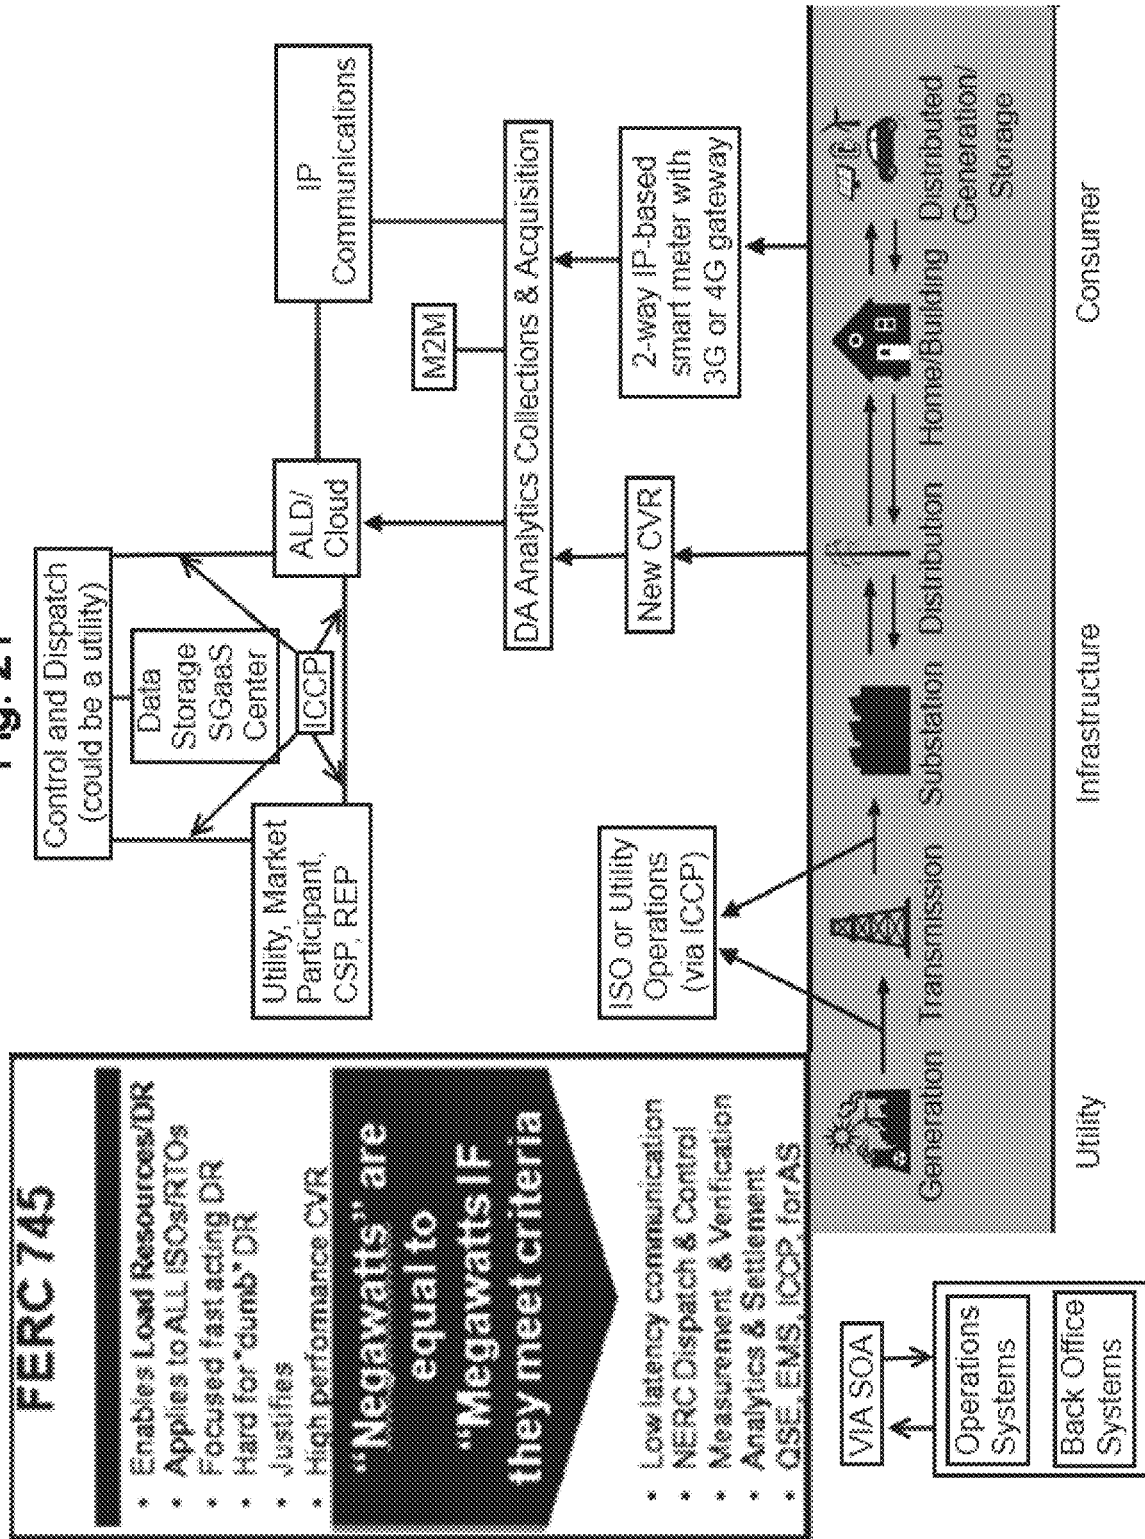 Fig. 21
FERC 745
• Enables Load Resources/DR
• Applies to ALL ISOs/RTOs
• Focused fast acting DR
• Hard for "dumb" DR
• Justifies
• High performance CVR
"Negawatts" are
equal to
"Megawatts IF
they meet criteria
• Low latency communication
• NERC Dispatch & Control
• Measurement & Verification
• Analytics & Settlement
• QSE, EMS, ICCP, for AS
Control and Dispatch
(could be a utility)
Data
Storage
SGaaS
Center
ICCP
Utility, Market
Participant,
CSP, REP
ALD/
Cloud
IP
Communications
M2M
DA Analytics Collections & Acquisition
New CVR
2-way IP-based
smart meter with
3G or 4G gateway
ISO or Utility
Operations
(via ICCP)
Generation
Transmission
Substation
Distribution
Home/Building
Distributed
Generation/
Storage
Utility
Infrastructure
Consumer
VIA SOA
Operations
Systems
Back Office
Systems